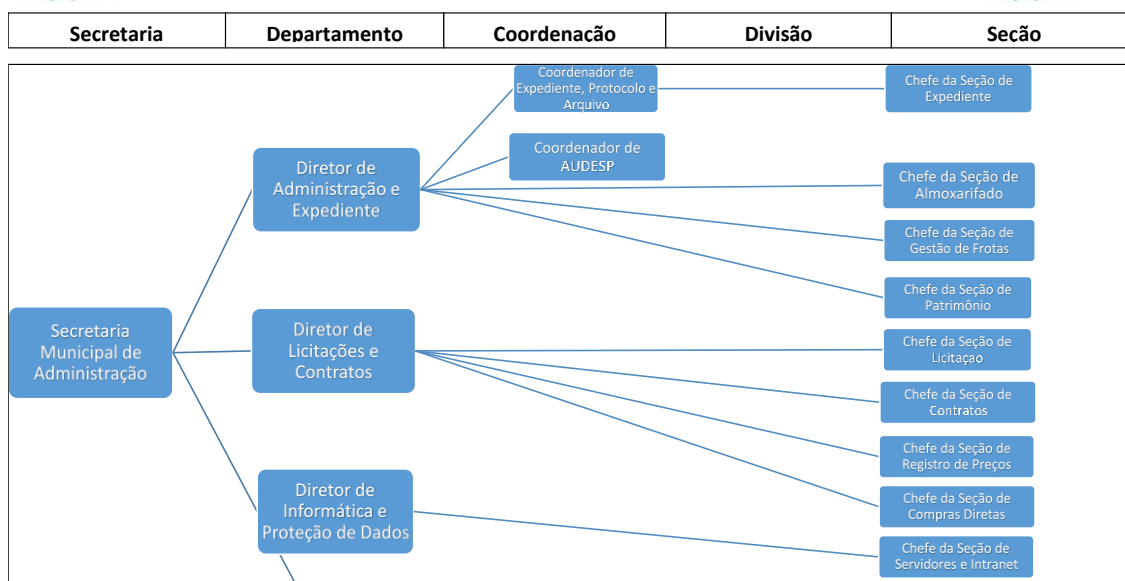 Secretaria Departamento Coordenação Divisão Seção
Coordenador de
Expediente, Protocolo e
Arquivo
Chefe da Seção de
Expediente
Coordenador de
AUDESP
Diretor de
Administração e
Expediente
Chefe da Seção de
Almoxarifado
Chefe da Seção de
Gestão de Frotas
Chefe da Seção de
Patrimônio
Secretaria
Municipal de
Administração
Diretor de
Licitações e
Contratos
Chefe da Seção de
Licitaçao
Chefe da Seção de
Contratos
Chefe da Seção de
Registro de Preços
Chefe da Seção de
Compras Diretas
Diretor de
Informática e
Proteção de Dados
Chefe da Seção de
Servidores e Intranet